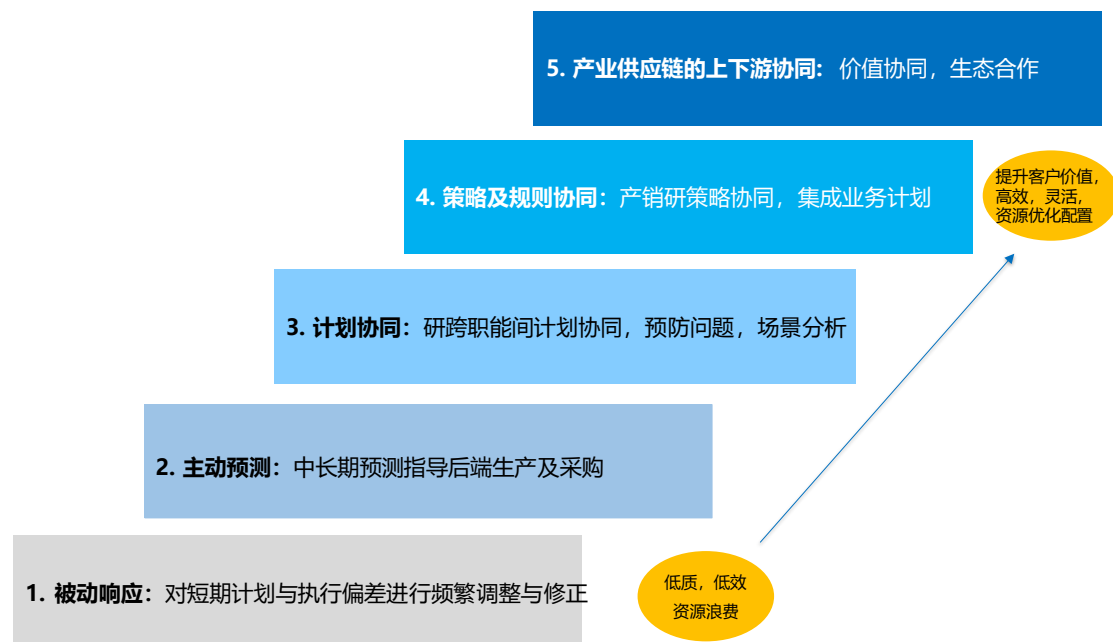 5. 产业供应链的上下游协同：价值协同，生态合作
提升客户价值，
高效，灵活，
资源优化配置
4. 策略及规则协同：产销研策略协同，集成业务计划
3. 计划协同：研跨职能间计划协同，预防问题，场景分析
2. 主动预测：中长期预测指导后端生产及采购
1. 被动响应：对短期计划与执行偏差进行频繁调整与修正
低质，低效
资源浪费